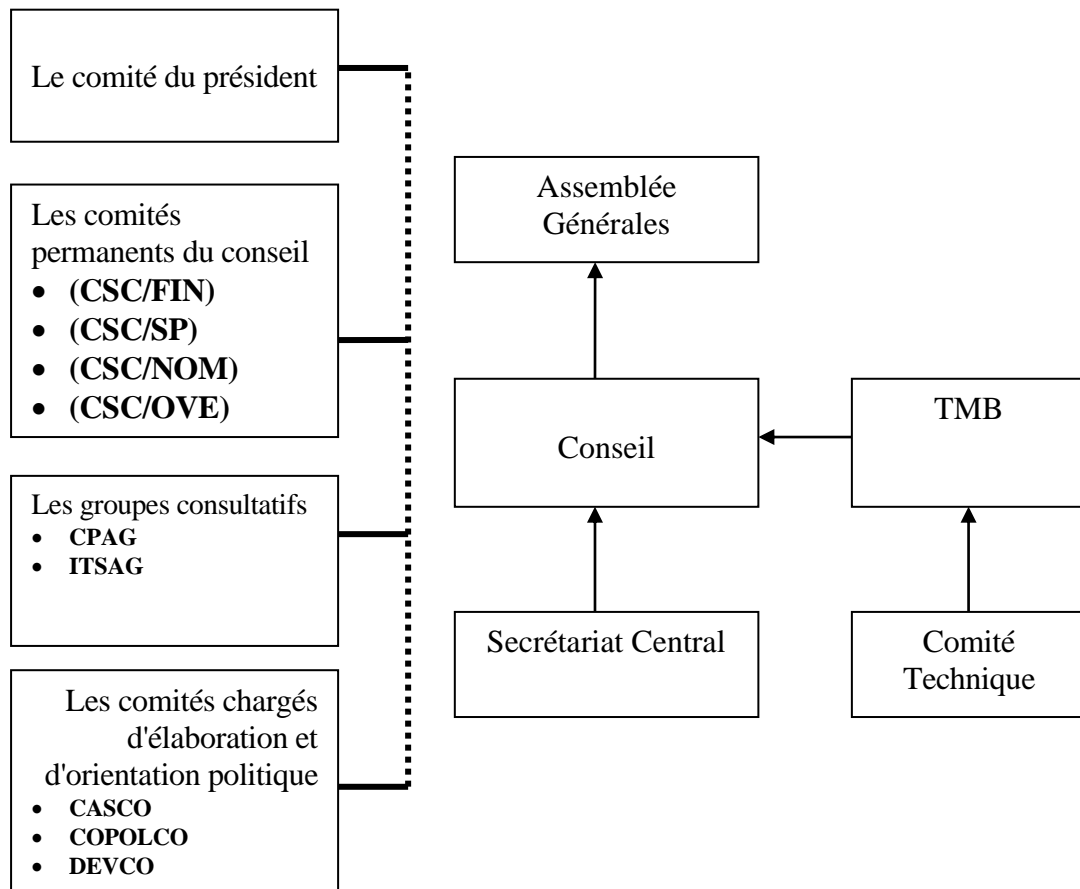 Le comité du président
Les comités
permanents du conseil
• (CSC/FIN)
• (CSC/SP)
• (CSC/NOM)
• (CSC/OVE)
Les groupes consultatifs
• CPAG
• ITSAG
Les comités chargés
d'élaboration et
d'orientation politique
• CASCO
• COPOLCO
• DEVCO
Assemblée
Générales
Conseil
TMB
Secrétariat Central
Comité
Technique